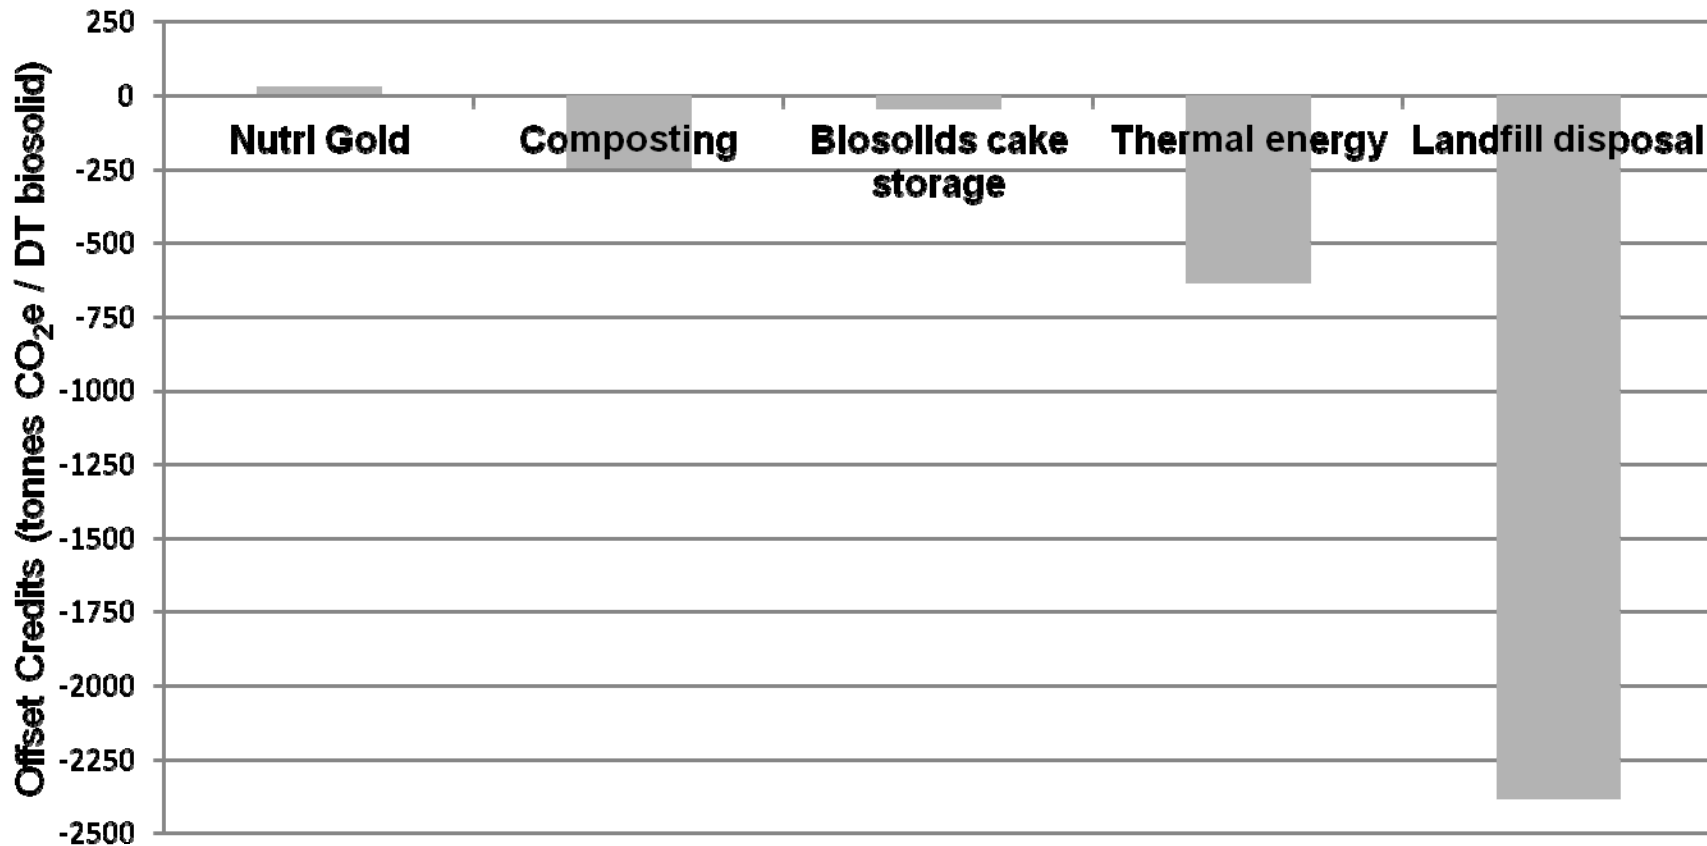 Offset Credits (tonnes CO₂e / DT biosolid)
250
0
-250
-500
-750
-1000
-1250
-1500
-1750
-2000
-2250
-2500
Nutri Gold
Composting
Biosolids cake
storage
Thermal energy
Landfill disposal